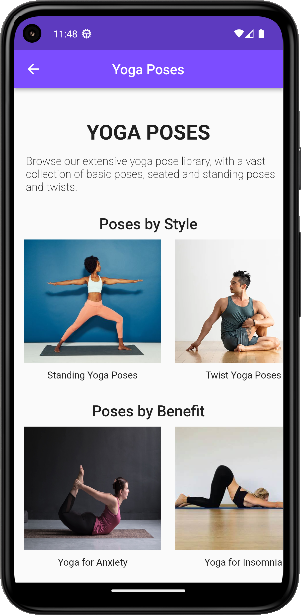 11:48
Yoga Poses
YOGA POSES
Browse our extensive yoga pose library, with a vast
collection of basic poses, seated and standing poses
and twists.
Poses by Style
Standing Yoga Poses
Twist Yoga Poses
Poses by Benefit
Yoga for Anxiety
Yoga for Insomnia